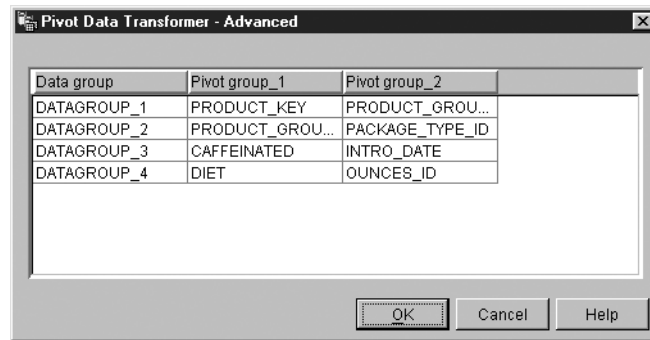 Pivot Data Transformer - Advanced
Data group Pivot group_1 Pivot group_2
DATAGROUP_1 PRODUCT_KEY PRODUCT_GROU...
DATAGROUP_2 PRODUCT_GROU... PACKAGE_TYPE_ID
DATAGROUP_3 CAFFEINATED INTRO_DATE
DATAGROUP_4 DIET OUNCES_ID
OK Cancel Help